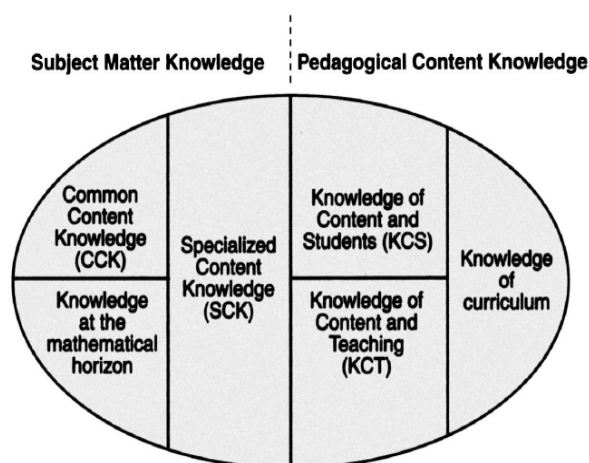 Subject Matter Knowledge
Pedagogical Content Knowledge
Common
Content
Knowledge
(CCK)
Knowledge
at the
mathematical
horizon
Specialized
Content
Knowledge
(SCK)
Knowledge of
Content and
Students (KCS)
Knowledge of
Content and
Teaching
(KCT)
Knowledge
of
curriculum